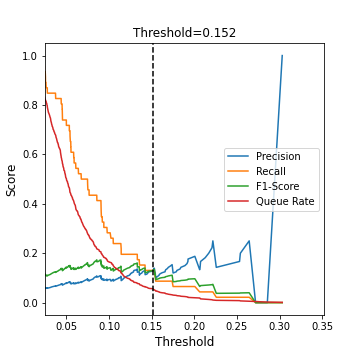 Threshold=0.152
Score
1.0
0.8
0.6
0.4
0.2
0.0
Precision
Recall
F1-Score
Queue Rate
0.05 0.10 0.15 0.20 0.25 0.30 0.35
Threshold